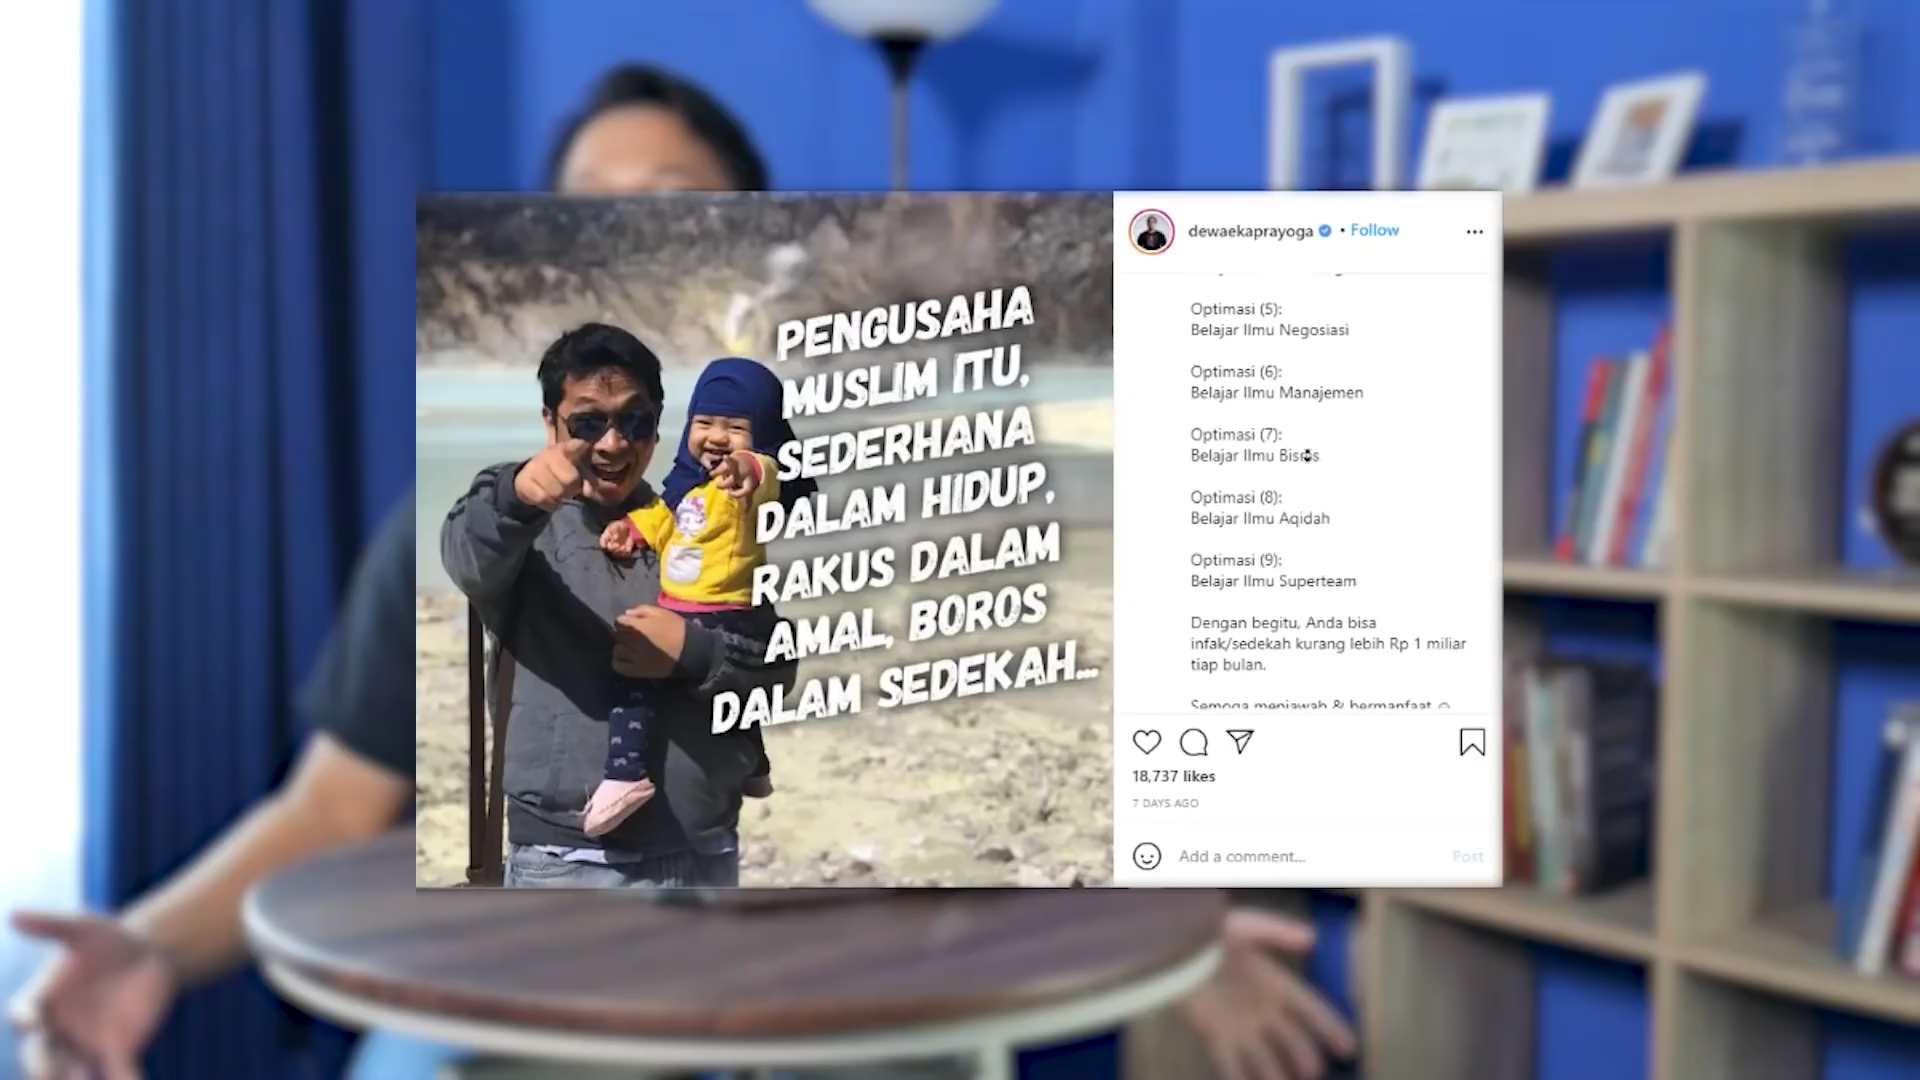 PENGUSAHA
MUSLIM ITU,
SEDERHANA
DALAM HIDUP,
RAKUS DALAM
AMAL, BOROS
DALAM SEDEKAH...
dewaekaprayoga • Follow
Optimasi (5):
Belajar Ilmu Negosiasi
Optimasi (6):
Belajar Ilmu Manajemen
Optimasi (7):
Belajar Ilmu Bisnis
Optimasi (8):
Belajar Ilmu Aqidah
Optimasi (9):
Belajar Ilmu Superteam
Dengan begitu, Anda bisa
infak/sedekah kurang lebih Rp 1 miliar
tiap bulan.
Semoga menjawab & bermanfaat ☺
18,737 likes
7 DAYS AGO
Add a comment...
Post